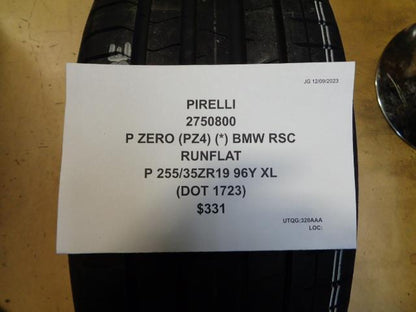 JG 12/09/2023
PIRELLI
2750800
P ZERO (PZ4) (*) BMW RSC
RUNFLAT
P 255/35ZR19 96Y XL
(DOT 1723)
$331
UTQG:320AAA
LOC: